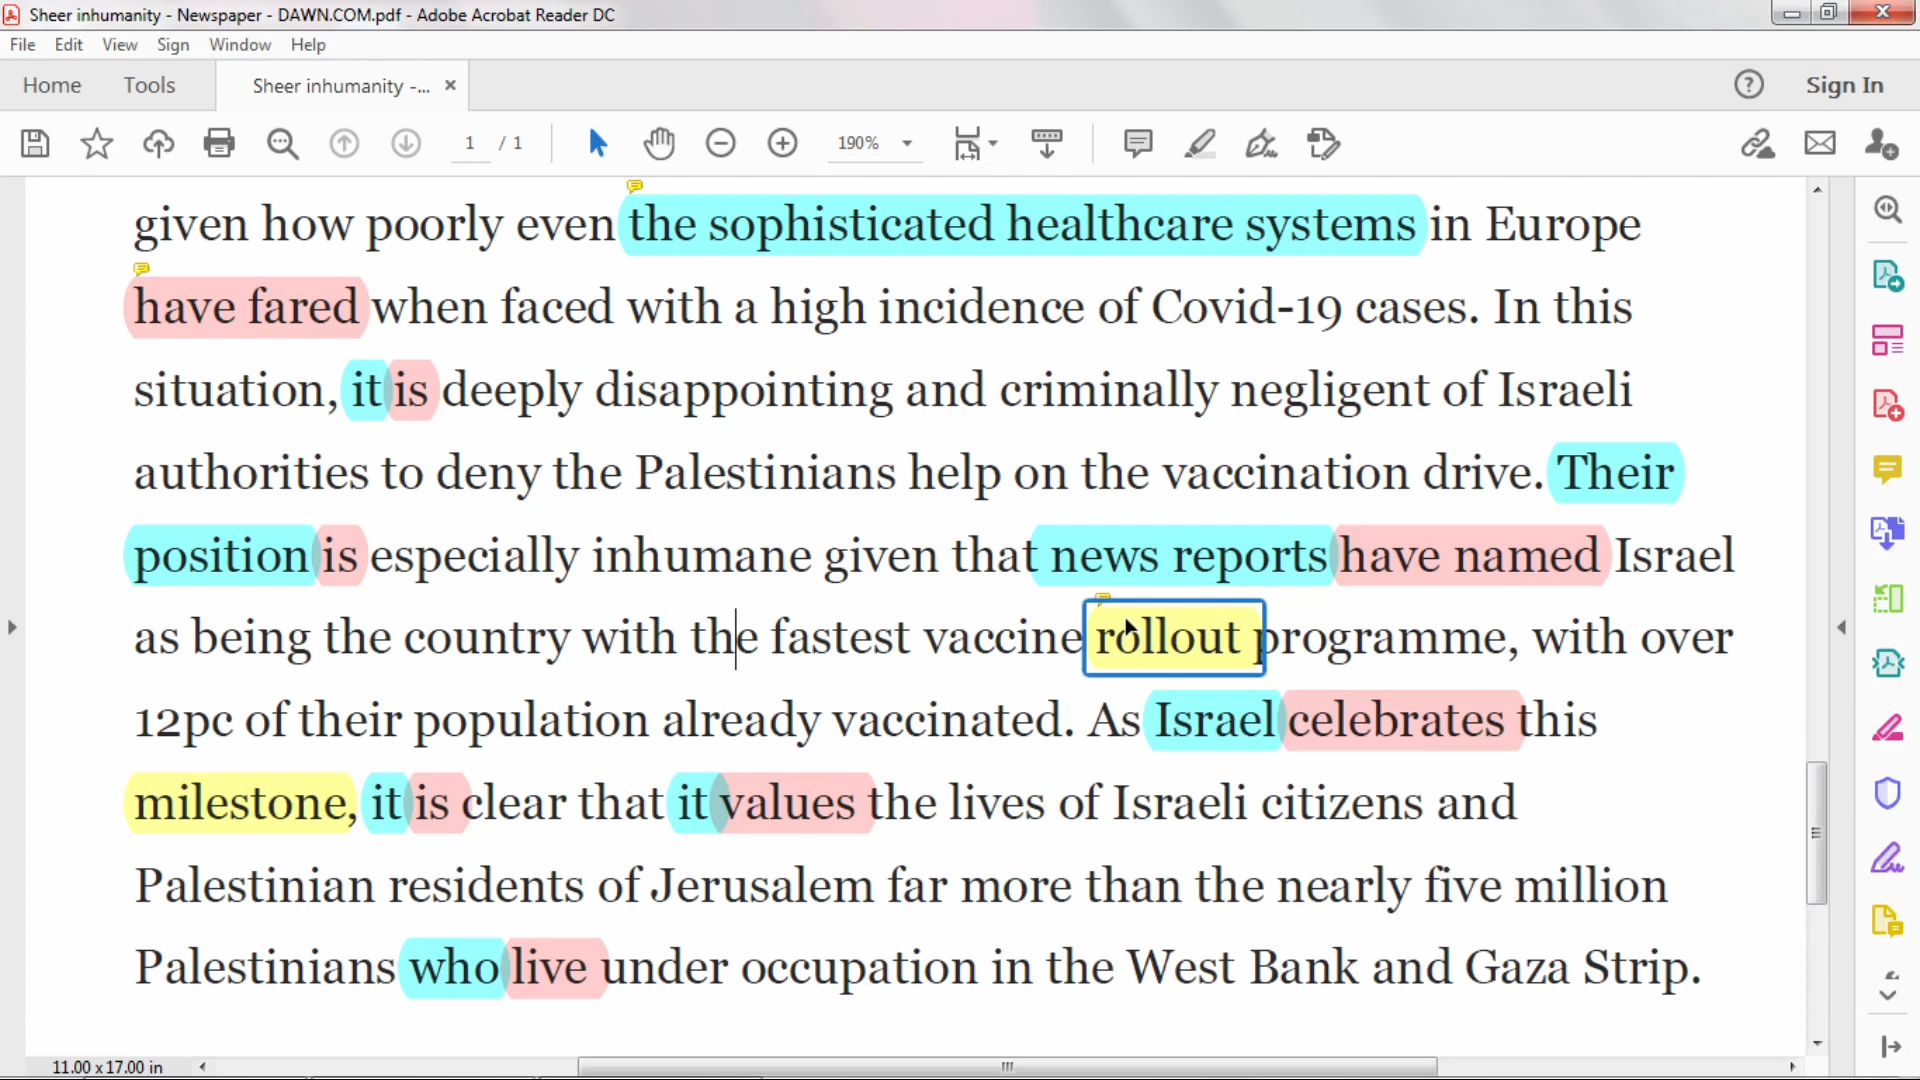 Sheer inhumanity - Newspaper - DAWN.COM.pdf - Adobe Acrobat Reader DC
File Edit View Sign Window Help
Home Tools Sheer inhumanity -... × Sign In
1 / 1 190%
given how poorly even the sophisticated healthcare systems in Europe
have fared when faced with a high incidence of Covid-19 cases. In this
situation, it is deeply disappointing and criminally negligent of Israeli
authorities to deny the Palestinians help on the vaccination drive. Their
position is especially inhumane given that news reports have named Israel
as being the country with the fastest vaccine rollout programme, with over
12pc of their population already vaccinated. As Israel celebrates this
milestone, it is clear that it values the lives of Israeli citizens and
Palestinian residents of Jerusalem far more than the nearly five million
Palestinians who live under occupation in the West Bank and Gaza Strip.
11.00 x 17.00 in